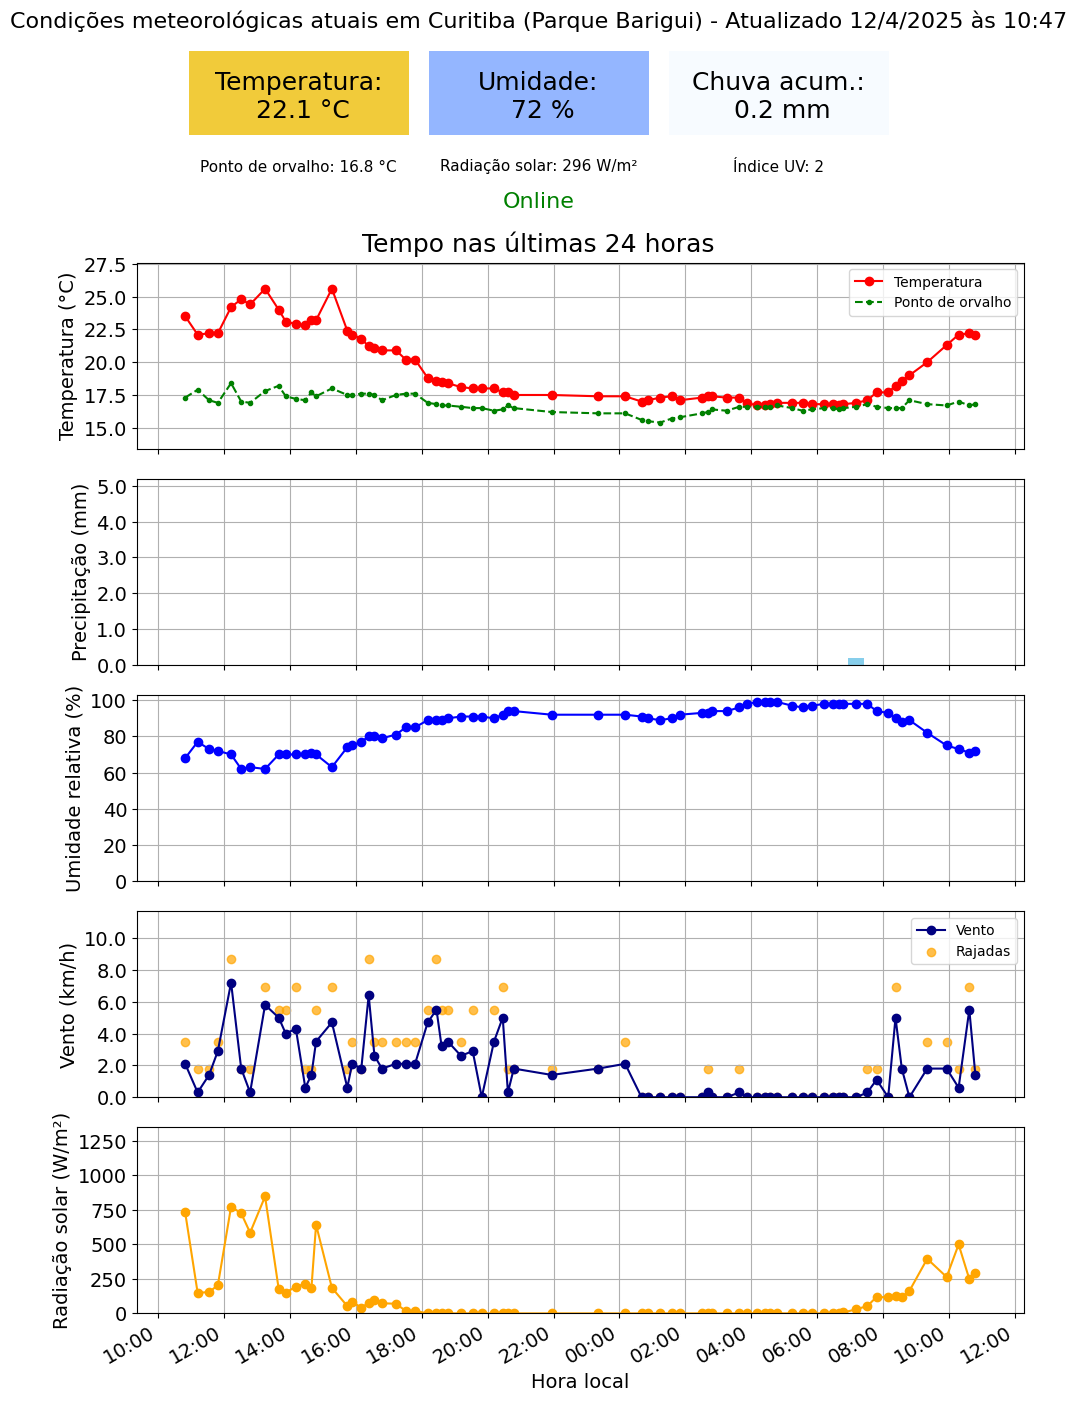 Condições meteorológicas atuais em Curitiba (Parque Barigui) - Atualizado 12/4/2025 às 10:47
Temperatura:
22.1 °C
Umidade:
72 %
Chuva acum.:
0.2 mm
Ponto de orvalho: 16.8 °C
Radiação solar: 296 W/m²
Índice UV: 2
Online
Tempo nas últimas 24 horas
Temperatura (°C)
27.5
25.0
22.5
20.0
17.5
15.0
Temperatura
Ponto de orvalho
Precipitação (mm)
5.0
4.0
3.0
2.0
1.0
0.0
Umidade relativa (%)
100
80
60
40
20
0
Vento (km/h)
10.0
8.0
6.0
4.0
2.0
0.0
Vento
Rajadas
Radiação solar (W/m²)
1250
1000
750
500
250
0
10:00
12:00
14:00
16:00
18:00
20:00
22:00
00:00
02:00
04:00
06:00
08:00
10:00
12:00
Hora local